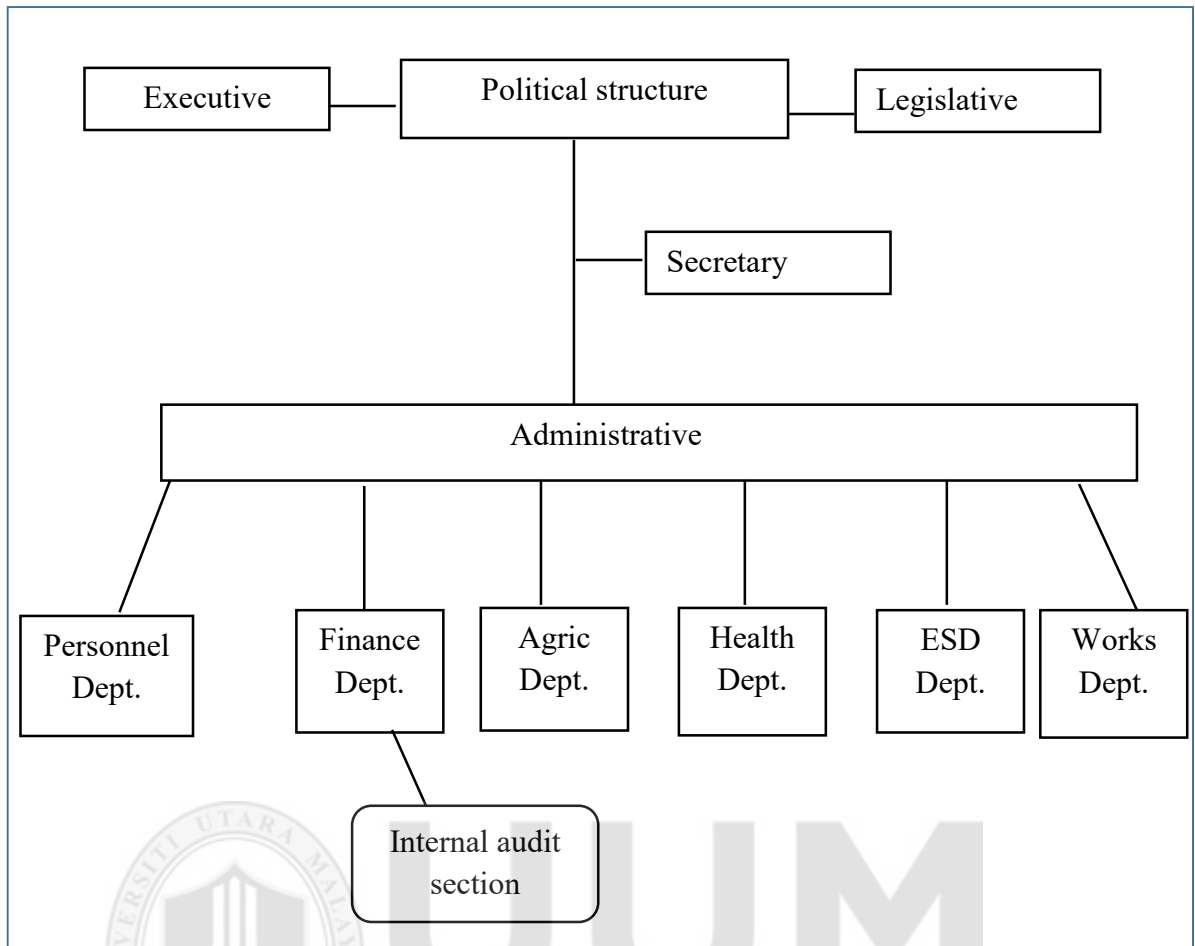 Executive
Political structure
Legislative
Secretary
Administrative
Personnel
Dept.
Finance
Dept.
Agric
Dept.
Health
Dept.
ESD
Dept.
Works
Dept.
Internal audit
section
UTARA
UUM